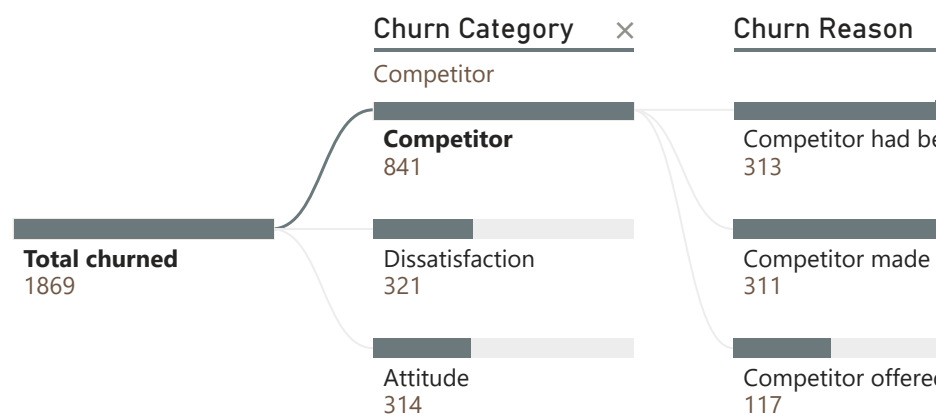 Churn Category ×
Competitor
Churn Reason
Total churned
1869
Competitor
841
Dissatisfaction
321
Attitude
314
Competitor had
313
Competitor made
311
Competitor
117